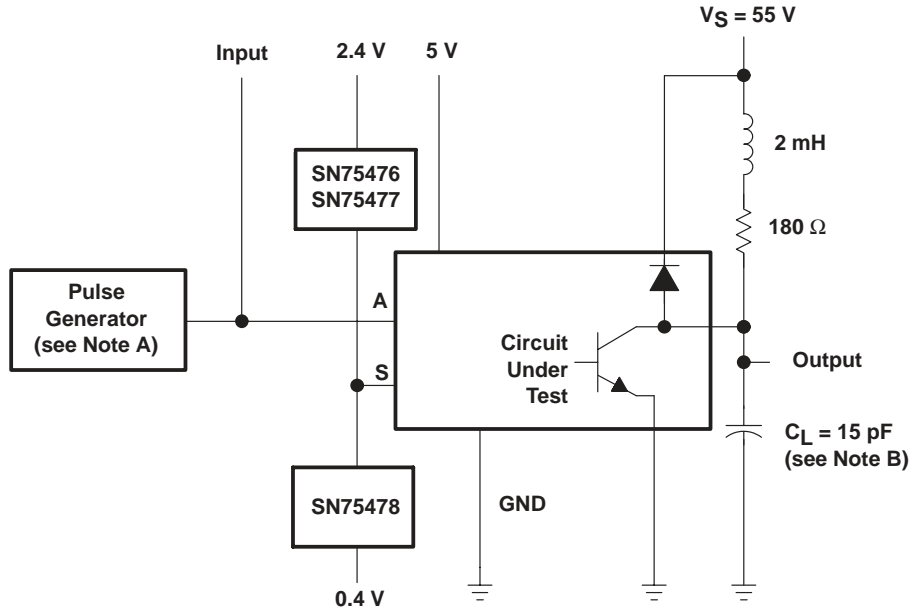 VS = 55 V
Input
2.4 V
5 V
2 mH
SN75476
SN75477
180 Ω
Pulse
Generator
(see Note A)
A
Circuit
Under
Test
Output
S
CL = 15 pF
(see Note B)
SN75478
GND
0.4 V